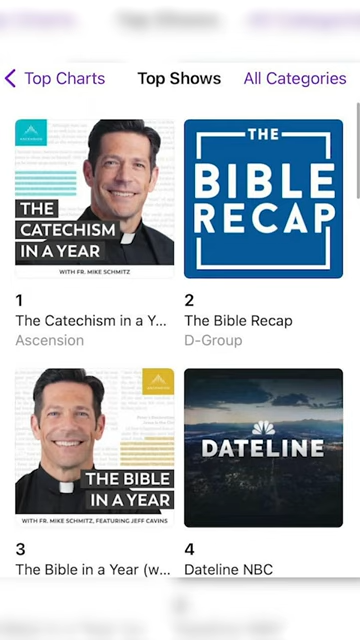 Top Charts
Top Shows
All Categories
ASCENSION
THE
CATECHISM
IN A YEAR
WITH FR. MIKE SCHMITZ
THE
BIBLE
RECAP
1
The Catechism in a Y...
Ascension
2
The Bible Recap
D-Group
THE BIBLE
IN A YEAR
WITH FR. MIKE SCHMITZ, FEATURING JEFF CAVINS
DATELINE
3
The Bible in a Year (w...
4
Dateline NBC